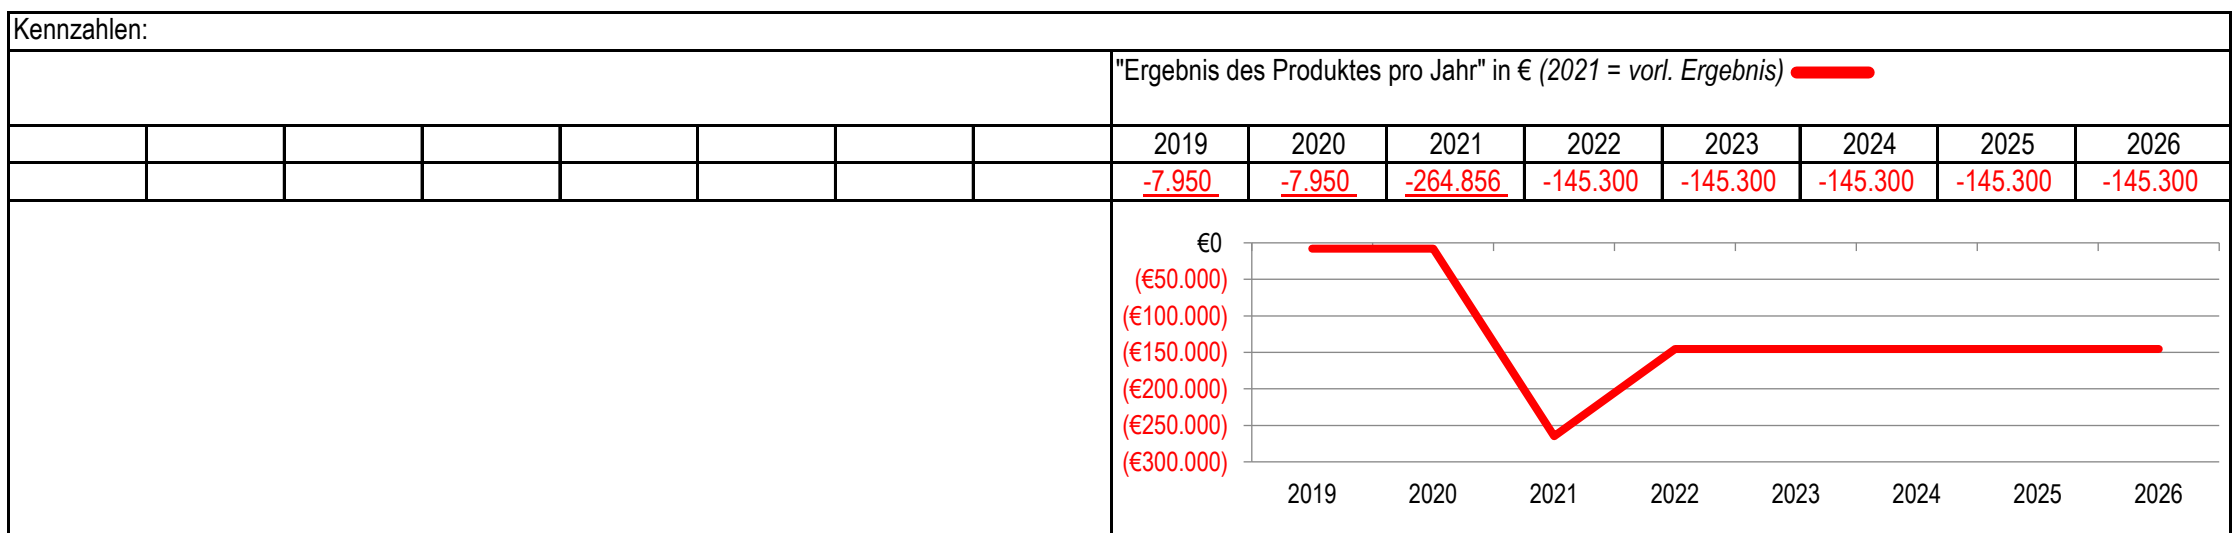 Kennzahlen:
"Ergebnis des Produktes pro Jahr" in € (2021 = vorl. Ergebnis)
2019 2020 2021 2022 2023 2024 2025 2026
-7.950 -7.950 -264.856 -145.300 -145.300 -145.300 -145.300 -145.300
€0
(€50.000)
(€100.000)
(€150.000)
(€200.000)
(€250.000)
(€300.000)
2019 2020 2021 2022 2023 2024 2025 2026